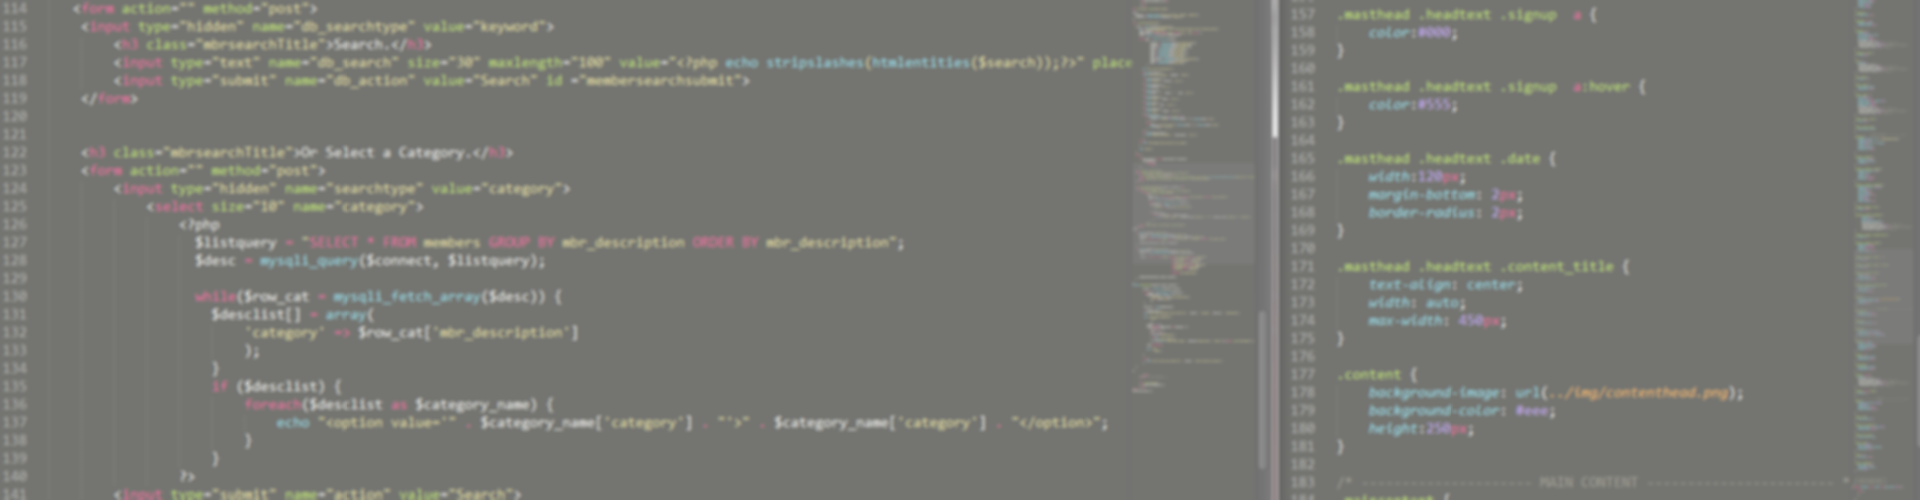 114 <form action="" method="post">
115 <input type="hidden" name="db_searchtype" value="keyword">
116 <h3 class="mbrsearchTitle">Search.</h3>
117 <input type="text" name="db_search" size="30" maxlength="100" value="<?php echo stripslashes(htmlentities($search));?>" place
118 <input type="submit" name="db_action" value="Search" id ="membersearchsubmit">
119 </form>
120
121
122 <h3 class="mbrsearchTitle">Or Select a Category.</h3>
123 <form action="" method="post">
124 <input type="hidden" name="searchtype" value="category">
125 <select size="10" name="category">
126 <?php
127 $listquery = "SELECT * FROM members GROUP BY mbr_description ORDER BY mbr_description";
128 $desc = mysqli_query($connect, $listquery);
129
130 while($row_cat = mysqli_fetch_array($desc)) {
131 $desclist[] = array(
132 'category' => $row_cat['mbr_description']
133 );
134 }
135 if ($desclist) {
136 foreach($desclist as $category_name) {
137 echo "<option value='" . $category_name['category'] . "'>" . $category_name['category'] . "</option>";
138 }
139 }
140 ?>
141 <input type="submit" name="action" value="Search">
157 .masthead .headtext .signup a {
158 color:#000;
159 }
160
161 .masthead .headtext .signup a:hover {
162 color:#555;
163 }
164
165 .masthead .headtext .date {
166 width:120px;
167 margin-bottom: 2px;
168 border-radius: 2px;
169 }
170
171 .masthead .headtext .content_title {
172 text-align: center;
173 width: auto;
174 max-width: 450px;
175 }
176
177 .content {
178 background-image: url(../img/contenthead.png);
179 background-color: #eee;
180 height:250px;
181 }
182
183 /* -------------------- MAIN CONTENT -------------------- *